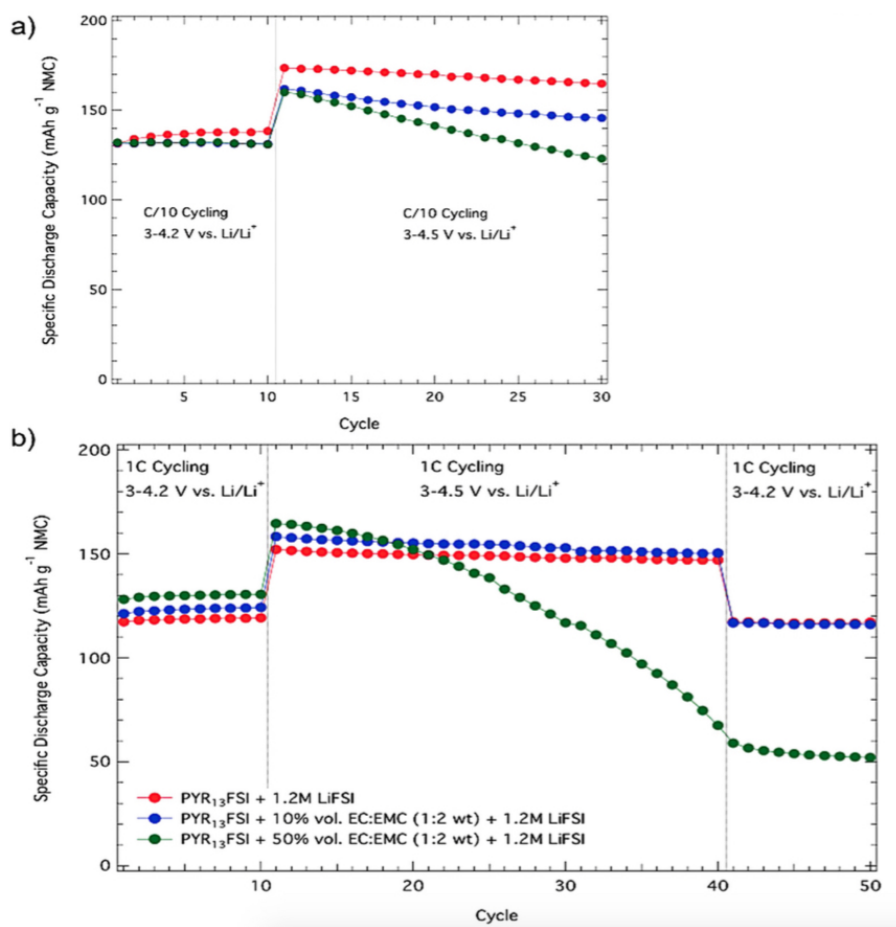 a)
200
150
100
50
0
Specific Discharge Capacity (mAh g⁻¹ NMC)
C/10 Cycling
3-4.2 V vs. Li/Li⁺
C/10 Cycling
3-4.5 V vs. Li/Li⁺
5
10
15
20
25
30
Cycle
b)
200
150
100
50
0
Specific Discharge Capacity (mAh g⁻¹ NMC)
1C Cycling
3-4.2 V vs. Li/Li⁺
1C Cycling
3-4.5 V vs. Li/Li⁺
1C Cycling
3-4.2 V vs. Li/Li⁺
PYR₁₃FSI + 1.2M LiFSI
PYR₁₃FSI + 10% vol. EC:EMC (1:2 wt) + 1.2M LiFSI
PYR₁₃FSI + 50% vol. EC:EMC (1:2 wt) + 1.2M LiFSI
10
20
30
40
50
Cycle